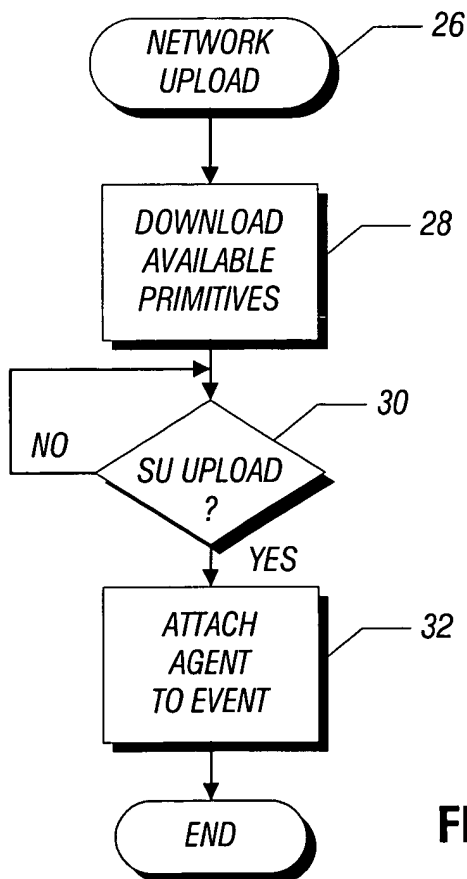 NETWORK
UPLOAD
26
DOWNLOAD
AVAILABLE
PRIMITIVES
28
30
NO
SU UPLOAD
?
YES
ATTACH
AGENT
TO EVENT
32
END